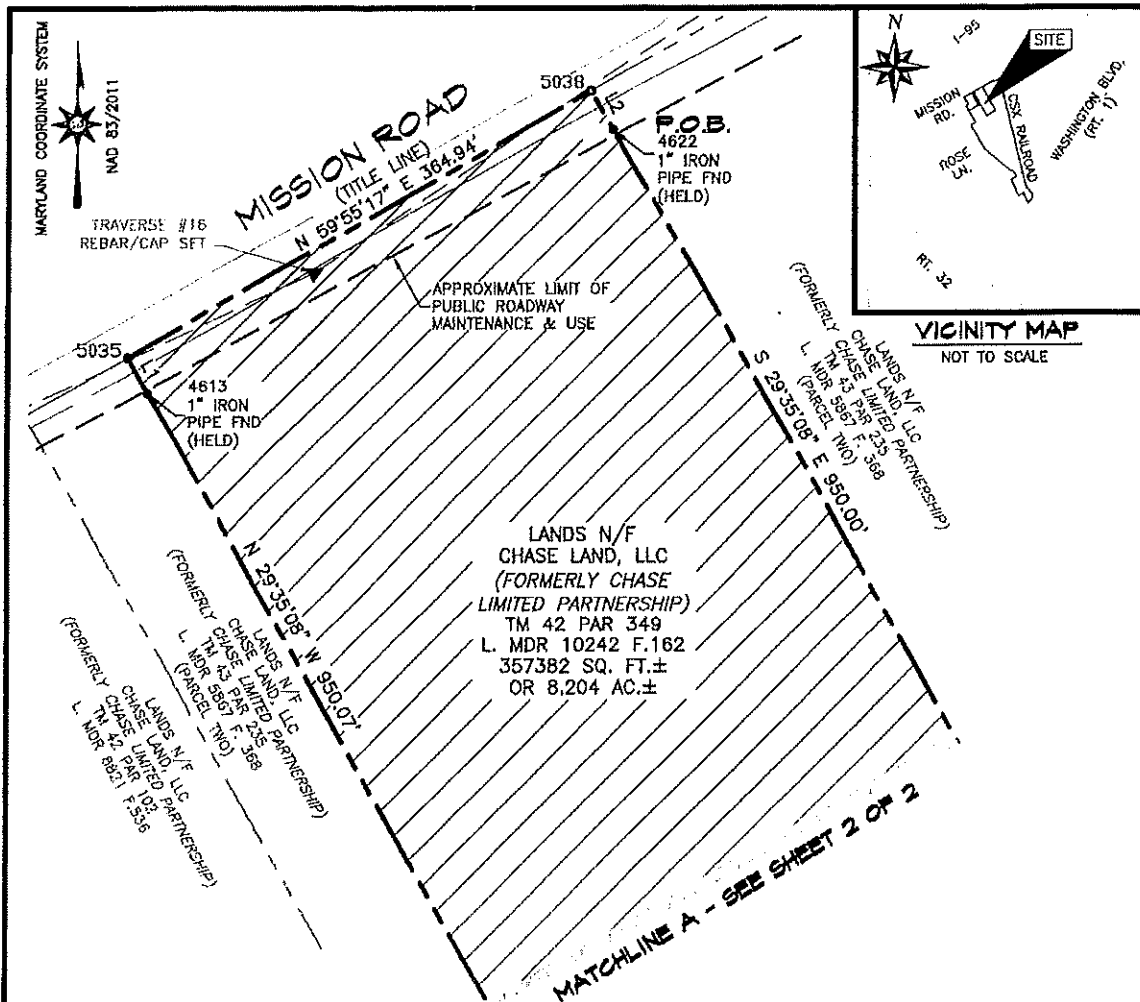 MARYLAND COORDINATE SYSTEM
NAD 83/2011
MISSION ROAD
(TITLE LINE)
N 59°55'17" E 364.94'
TRAVERSE #16
REBAR/CAP SET
5038
L2
P.O.B.
4622
1" IRON
PIPE FND
(HELD)
APPROXIMATE LIMIT OF
PUBLIC ROADWAY
MAINTENANCE & USE
5035
L1
4613
1" IRON
PIPE FND
(HELD)
N
I-95
SITE
MISSION
RD.
CSX RAILROAD
WASHINGTON BLVD.
(RT. 1)
ROSE
LN.
RT. 32
VICINITY MAP
NOT TO SCALE
LANDS N/F
CHASE LAND, LLC
(FORMERLY CHASE LIMITED PARTNERSHIP)
TM 43 PAR 235
L. MDR 5867 F. 368
(PARCEL TWO)
S 29°35'08" E 950.00'
LANDS N/F
CHASE LAND, LLC
(FORMERLY CHASE
LIMITED PARTNERSHIP)
TM 42 PAR 349
L. MDR 10242 F.162
357382 SQ. FT.±
OR 8,204 AC.±
N 29°35'08" W 950.07'
LANDS N/F
CHASE LAND, LLC
(FORMERLY CHASE LIMITED PARTNERSHIP)
TM 43 PAR 235
L. MDR 5867 F. 368
(PARCEL TWO)
LANDS N/F
CHASE LAND, LLC
(FORMERLY CHASE LIMITED PARTNERSHIP)
TM 42 PAR 103
L. MDR 8821 F.536
MATCHLINE A - SEE SHEET 2 OF 2